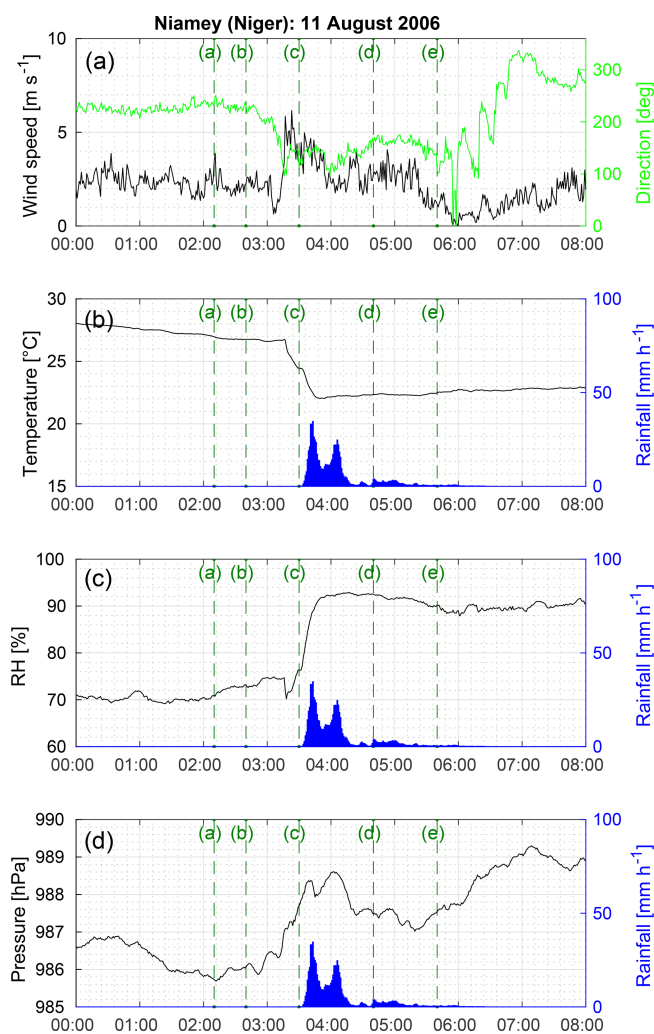 Niamey (Niger): 11 August 2006
(a)
Wind speed [m s-1]
10
5
0
(a) (b) (c) (d) (e)
300
200
100
0
Direction [deg]
00:00 01:00 02:00 03:00 04:00 05:00 06:00 07:00 08:00
(b)
Temperature [°C]
30
26
22
18
15
(a) (b) (c) (d) (e)
100
50
0
Rainfall [mm h-1]
00:00 01:00 02:00 03:00 04:00 05:00 06:00 07:00 08:00
(c)
RH [%]
100
90
80
70
60
(a) (b) (c) (d) (e)
100
50
0
Rainfall [mm h-1]
00:00 01:00 02:00 03:00 04:00 05:00 06:00 07:00 08:00
(d)
Pressure [hPa]
990
989
988
987
986
985
(a) (b) (c) (d) (e)
100
50
0
Rainfall [mm h-1]
00:00 01:00 02:00 03:00 04:00 05:00 06:00 07:00 08:00